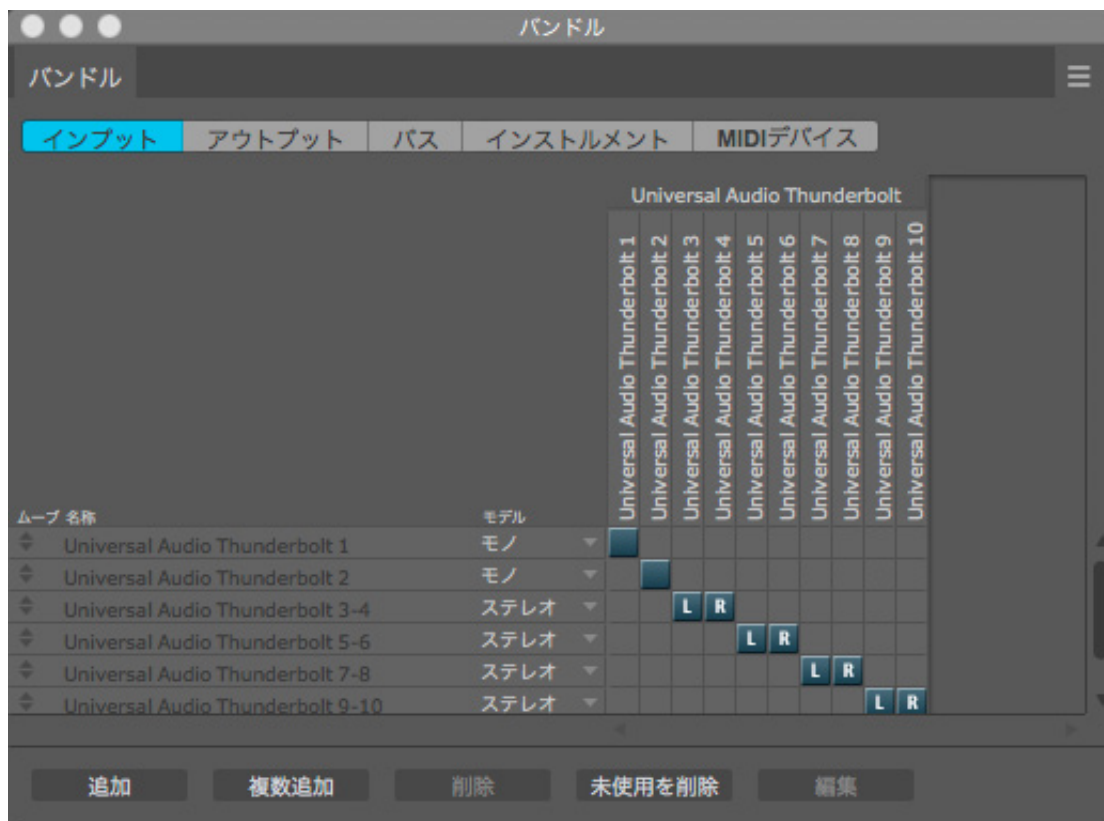 バンドル
バンドル
インプット アウトプット バス インストルメント MIDIデバイス
Universal Audio Thunderbolt
Universal Audio Thunderbolt 1
Universal Audio Thunderbolt 2
Universal Audio Thunderbolt 3
Universal Audio Thunderbolt 4
Universal Audio Thunderbolt 5
Universal Audio Thunderbolt 6
Universal Audio Thunderbolt 7
Universal Audio Thunderbolt 8
Universal Audio Thunderbolt 9
Universal Audio Thunderbolt 10
ムーブ 名称 モデル
Universal Audio Thunderbolt 1 モノ
Universal Audio Thunderbolt 2 モノ
Universal Audio Thunderbolt 3-4 ステレオ L R
Universal Audio Thunderbolt 5-6 ステレオ L R
Universal Audio Thunderbolt 7-8 ステレオ L R
Universal Audio Thunderbolt 9-10 ステレオ L R
追加 複数追加 削除 未使用を削除 編集